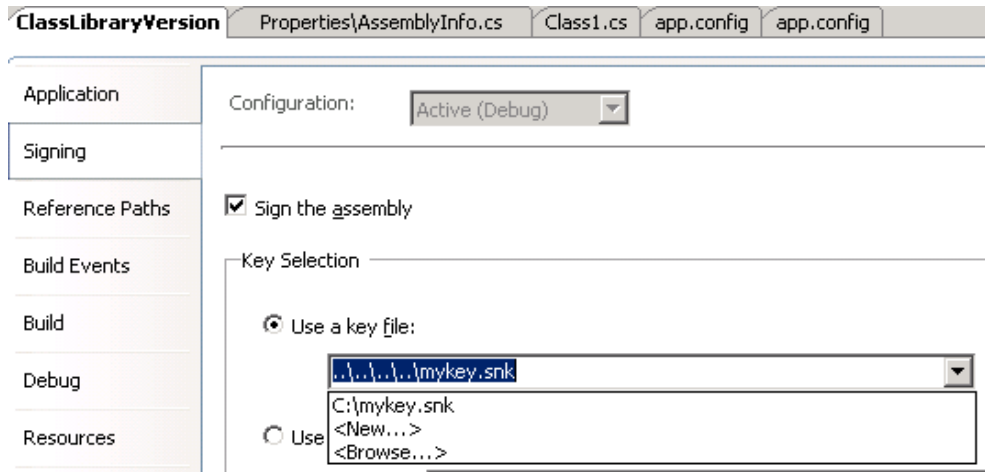 ClassLibraryVersion Properties\AssemblyInfo.cs Class1.cs app.config app.config
Application
Configuration: Active (Debug)
Signing
Reference Paths
Sign the assembly
Build Events
Key Selection
Build
Use a key file:
Debug
..\..\..\..\mykey.snk
C:\mykey.snk
<New...>
Resources
Use
<Browse...>